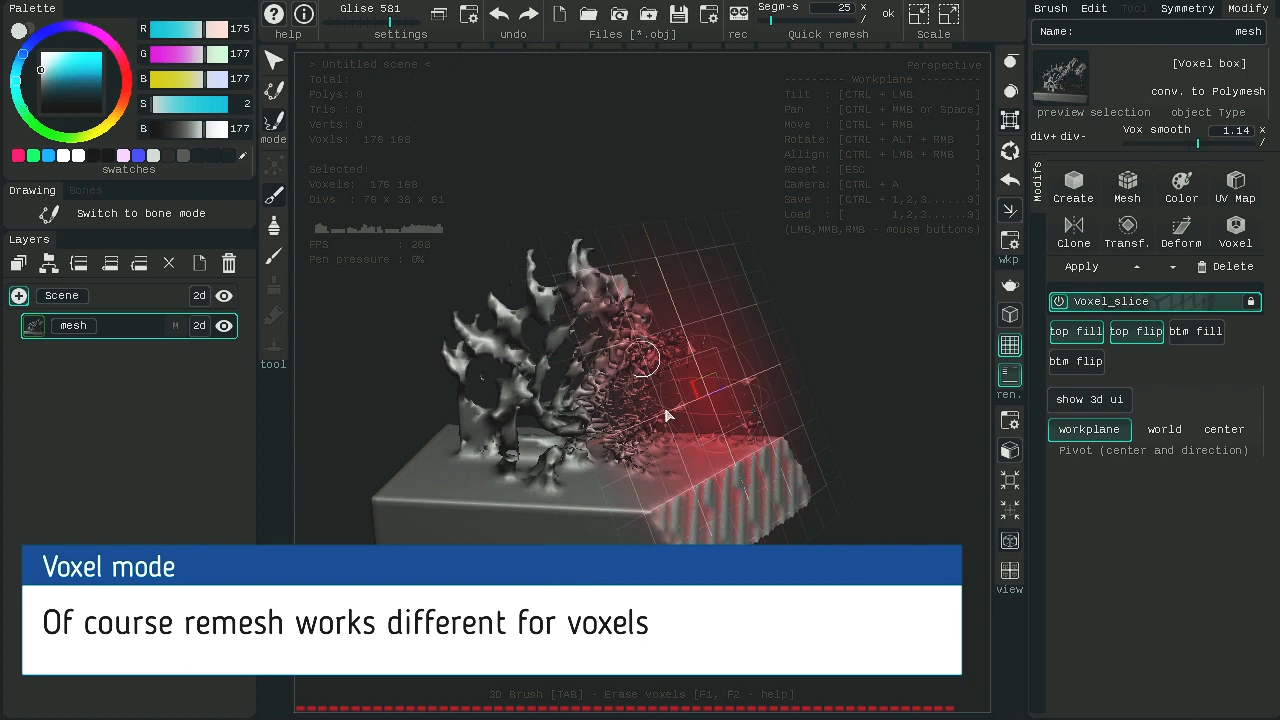 Palette
R 175
G 177
B 177
S 2
B 177
swatches
Drawing Bones
Switch to bone mode
Layers
Scene 2d
mesh M 2d
help
Glise 581
settings
undo
Files [*.obj]
rec
Segm-s 25 x
/
ok
Quick remesh
Scale
mode
tool
> Untitled scene <
Total:
Polys: 0
Tris : 0
Verts: 0
Voxls: 176 168
Selected:
Voxels: 176 168
Divs : 76 x 38 x 61
FPS : 268
Pen pressure : 0%
Perspective
--------- Workplane ---------
Tilt : [CTRL + LMB ]
Pan : [CTRL + MMB or Space]
Move : [CTRL + RMB ]
Rotate: [CTRL + ALT + RMB ]
Allign: [CTRL + LMB + RMB ]
Reset : [ESC ]
Camera: [CTRL + A ]
Save : [CTRL + 1,2,3......9]
Load : [ 1,2,3......9]
(LMB,MMB,RMB - mouse buttons)
wkp
ren.
view
Brush Edit Tool Symmetry Modify
Name: mesh
[Voxel box]
conv. to Polymesh
preview selection object Type
div+ div- Vox smooth 1.14 x
/
Modifs
Create Mesh Color UV Map
Clone Transf. Deform Voxel
Apply Delete
Voxel_slice
top fill top flip btm fill
btm flip
show 3d ui
workplane world center
Pivot (center and direction)
Voxel mode
Of course remesh works different for voxels
3D Brush [TAB] - Erase voxels [F1, F2 - help]